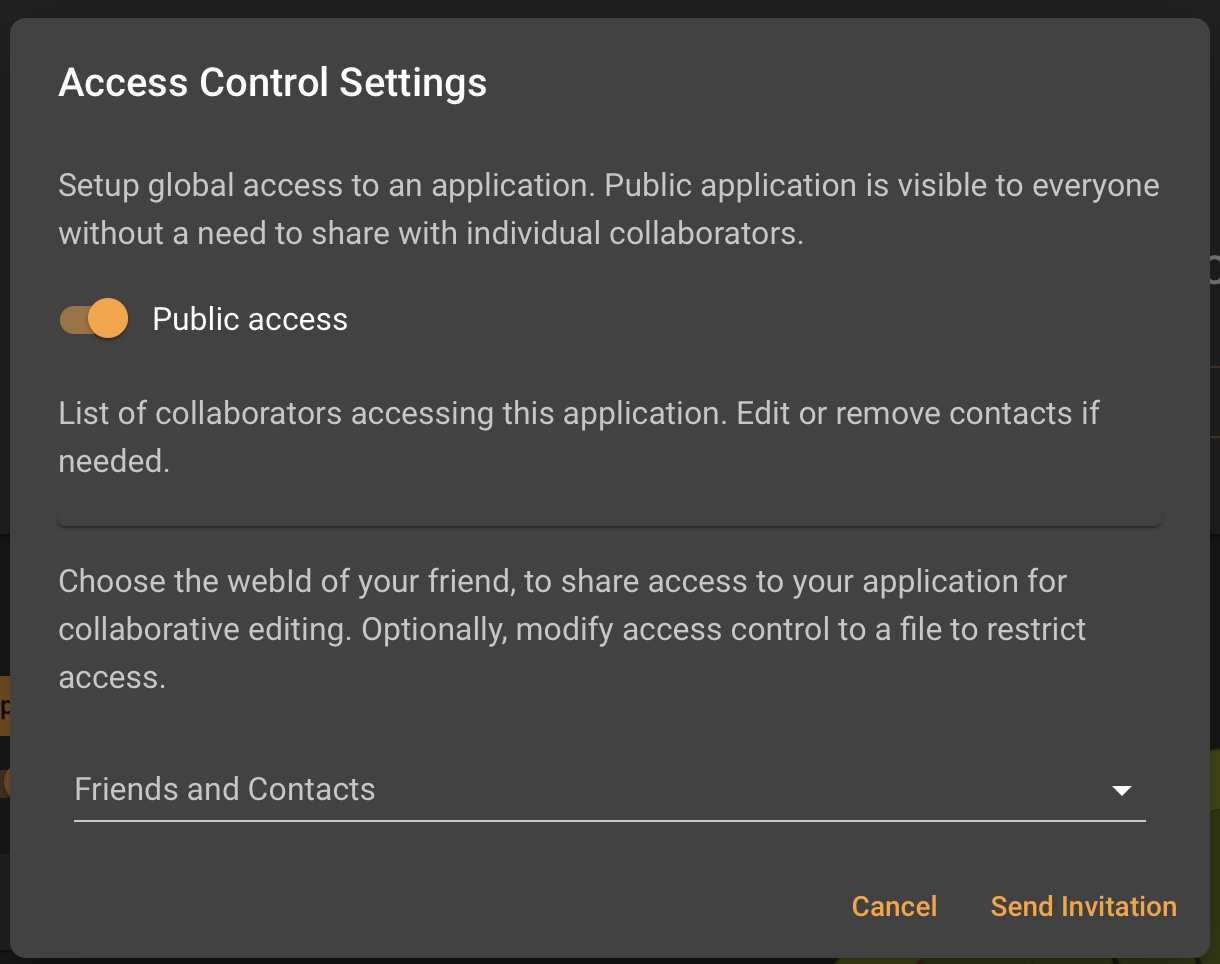 Access Control Settings
Setup global access to an application. Public application is visible to everyone
without a need to share with individual collaborators.
Public access
List of collaborators accessing this application. Edit or remove contacts if
needed.
Choose the webId of your friend, to share access to your application for
collaborative editing. Optionally, modify access control to a file to restrict
access.
Friends and Contacts
Cancel
Send Invitation